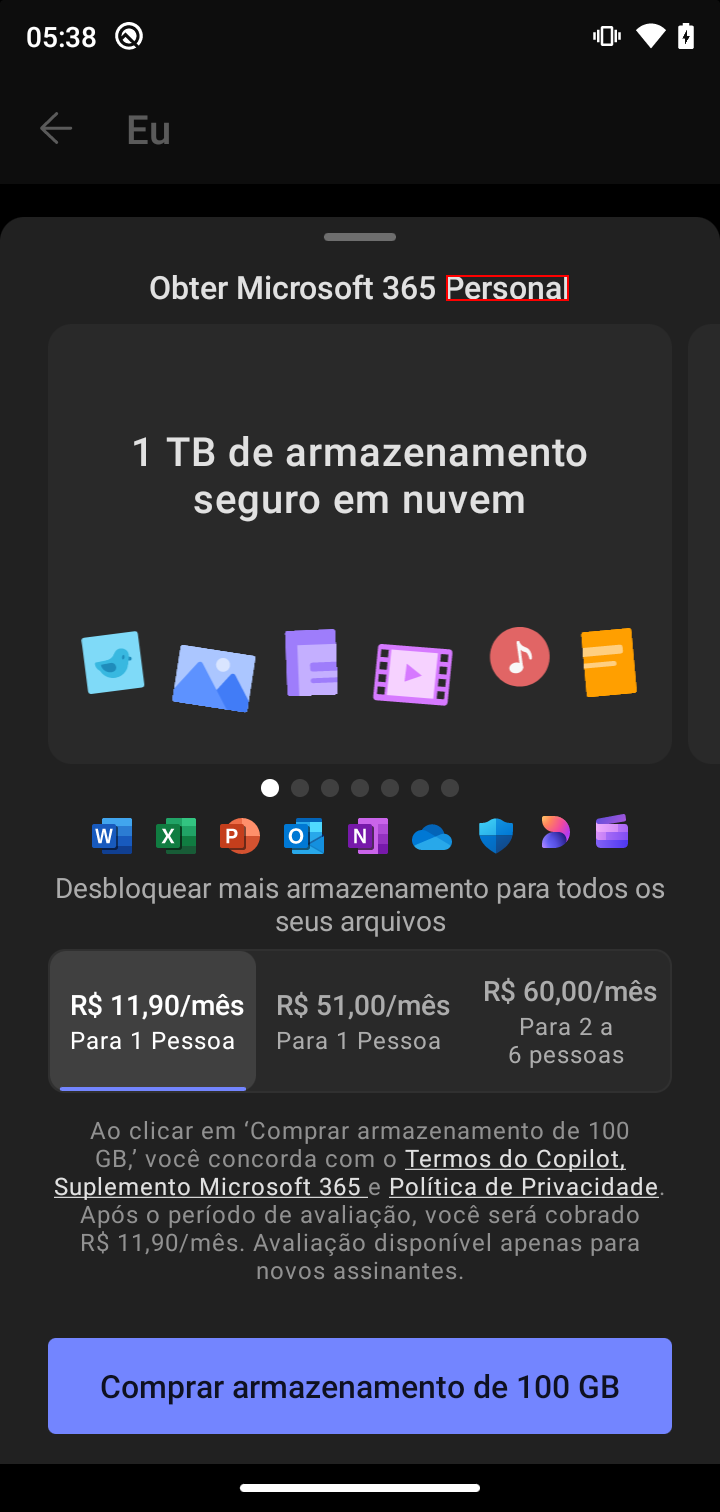 05:38
Eu
Obter Microsoft 365 Personal
1 TB de armazenamento
seguro em nuvem
W X P O N
Desbloquear mais armazenamento para todos os
seus arquivos
R$ 11,90/mês
Para 1 Pessoa
R$ 51,00/mês
Para 1 Pessoa
R$ 60,00/mês
Para 2 a
6 pessoas
Ao clicar em ‘Comprar armazenamento de 100
GB,’ você concorda com o Termos do Copilot,
Suplemento Microsoft 365 e Política de Privacidade.
Após o período de avaliação, você será cobrado
R$ 11,90/mês. Avaliação disponível apenas para
novos assinantes.
Comprar armazenamento de 100 GB